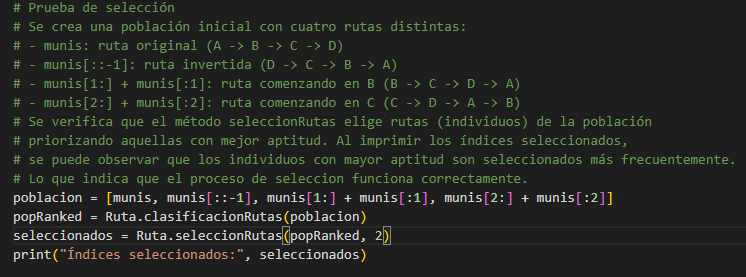 # Prueba de selección
# Se crea una población inicial con cuatro rutas distintas:
# - munis: ruta original (A -> B -> C -> D)
# - munis[::-1]: ruta invertida (D -> C -> B -> A)
# - munis[1:] + munis[:1]: ruta comenzando en B (B -> C -> D -> A)
# - munis[2:] + munis[:2]: ruta comenzando en C (C -> D -> A -> B)
# Se verifica que el método seleccionRutas elige rutas (individuos) de la población
# priorizando aquellas con mejor aptitud. Al imprimir los índices seleccionados,
# se puede observar que los individuos con mayor aptitud son seleccionados más frecuentemente.
# Lo que indica que el proceso de seleccion funciona correctamente.
poblacion = [munis, munis[::-1], munis[1:] + munis[:1], munis[2:] + munis[:2]]
popRanked = Ruta.clasificacionRutas(poblacion)
seleccionados = Ruta.seleccionRutas(popRanked, 2)
print("Índices seleccionados:", seleccionados)